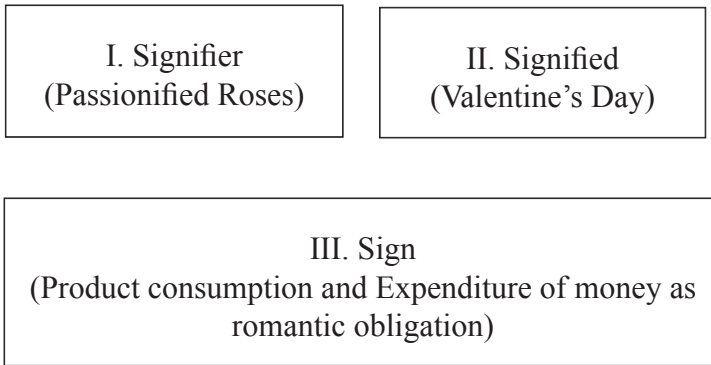 I. Signifier
(Passionified Roses)
II. Signified
(Valentine’s Day)
III. Sign
(Product consumption and Expenditure of money as
romantic obligation)